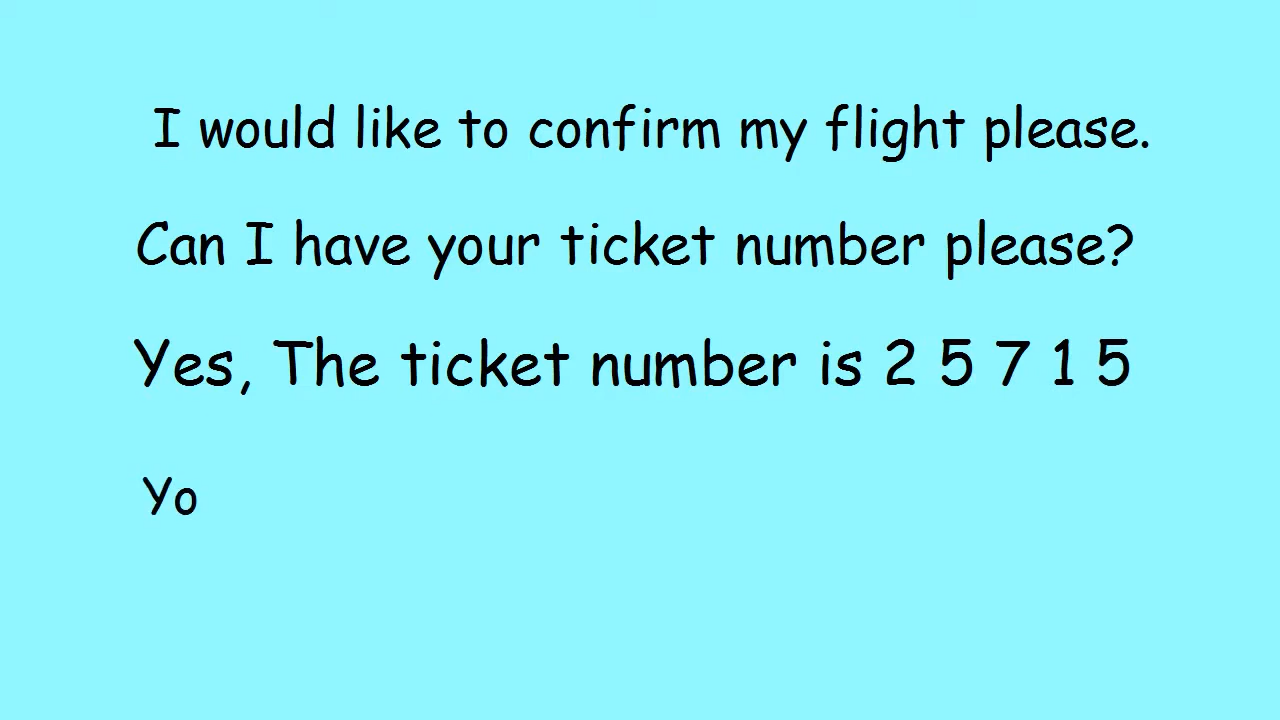 I would like to confirm my flight please.
Can I have your ticket number please?
Yes, The ticket number is 2 5 7 1 5
Yo